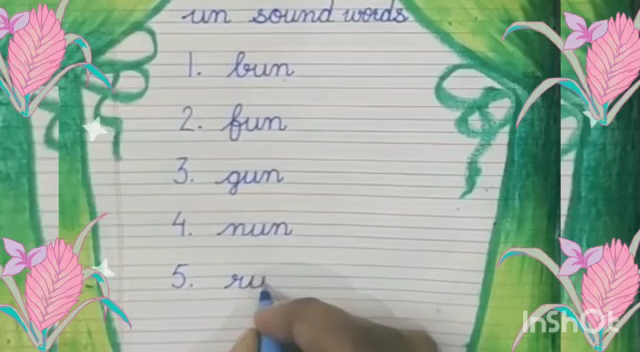 un sound words
1. bun
2. fun
3. gun
4. nun
5. ru
InShOt